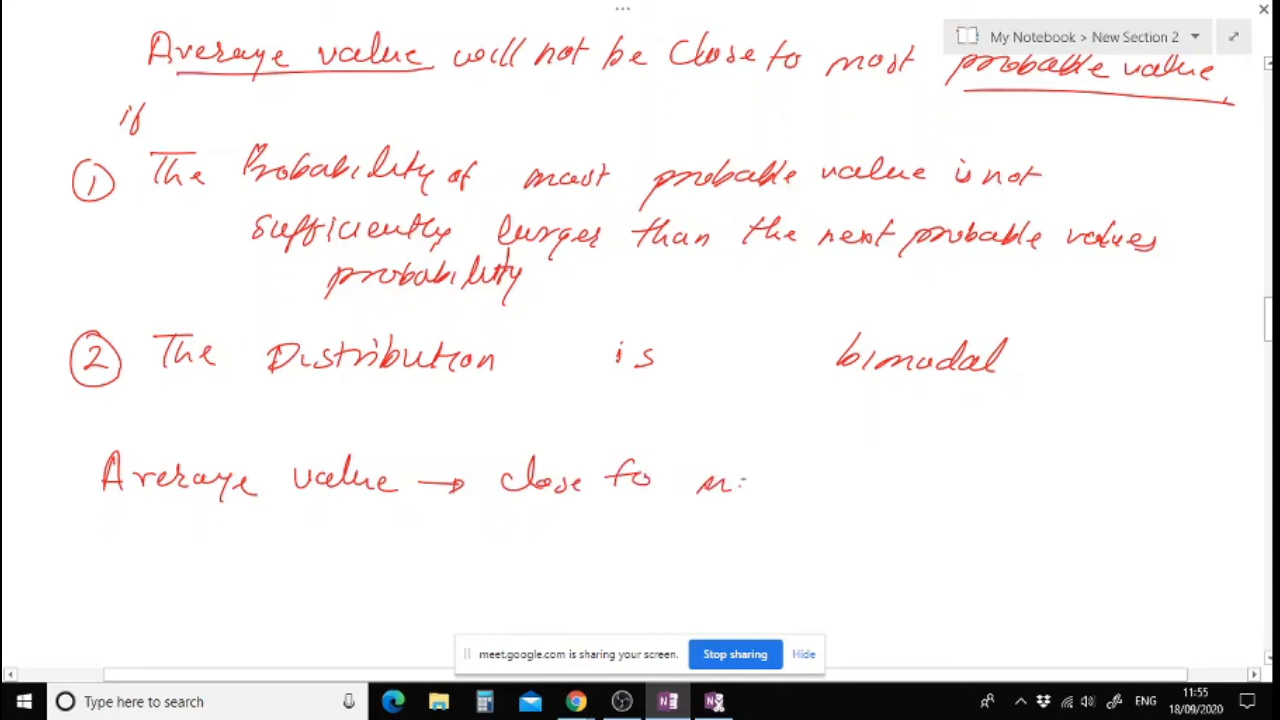 My Notebook > New Section 2
Average value will not be close to most probable value
if
① The Probability of most probable value is not
sufficiently larger than the next probable values
probability
② The Distribution is bimodal
Average value → close to m
meet.google.com is sharing your screen. Stop sharing Hide
Type here to search
ENG
11:55
18/09/2020